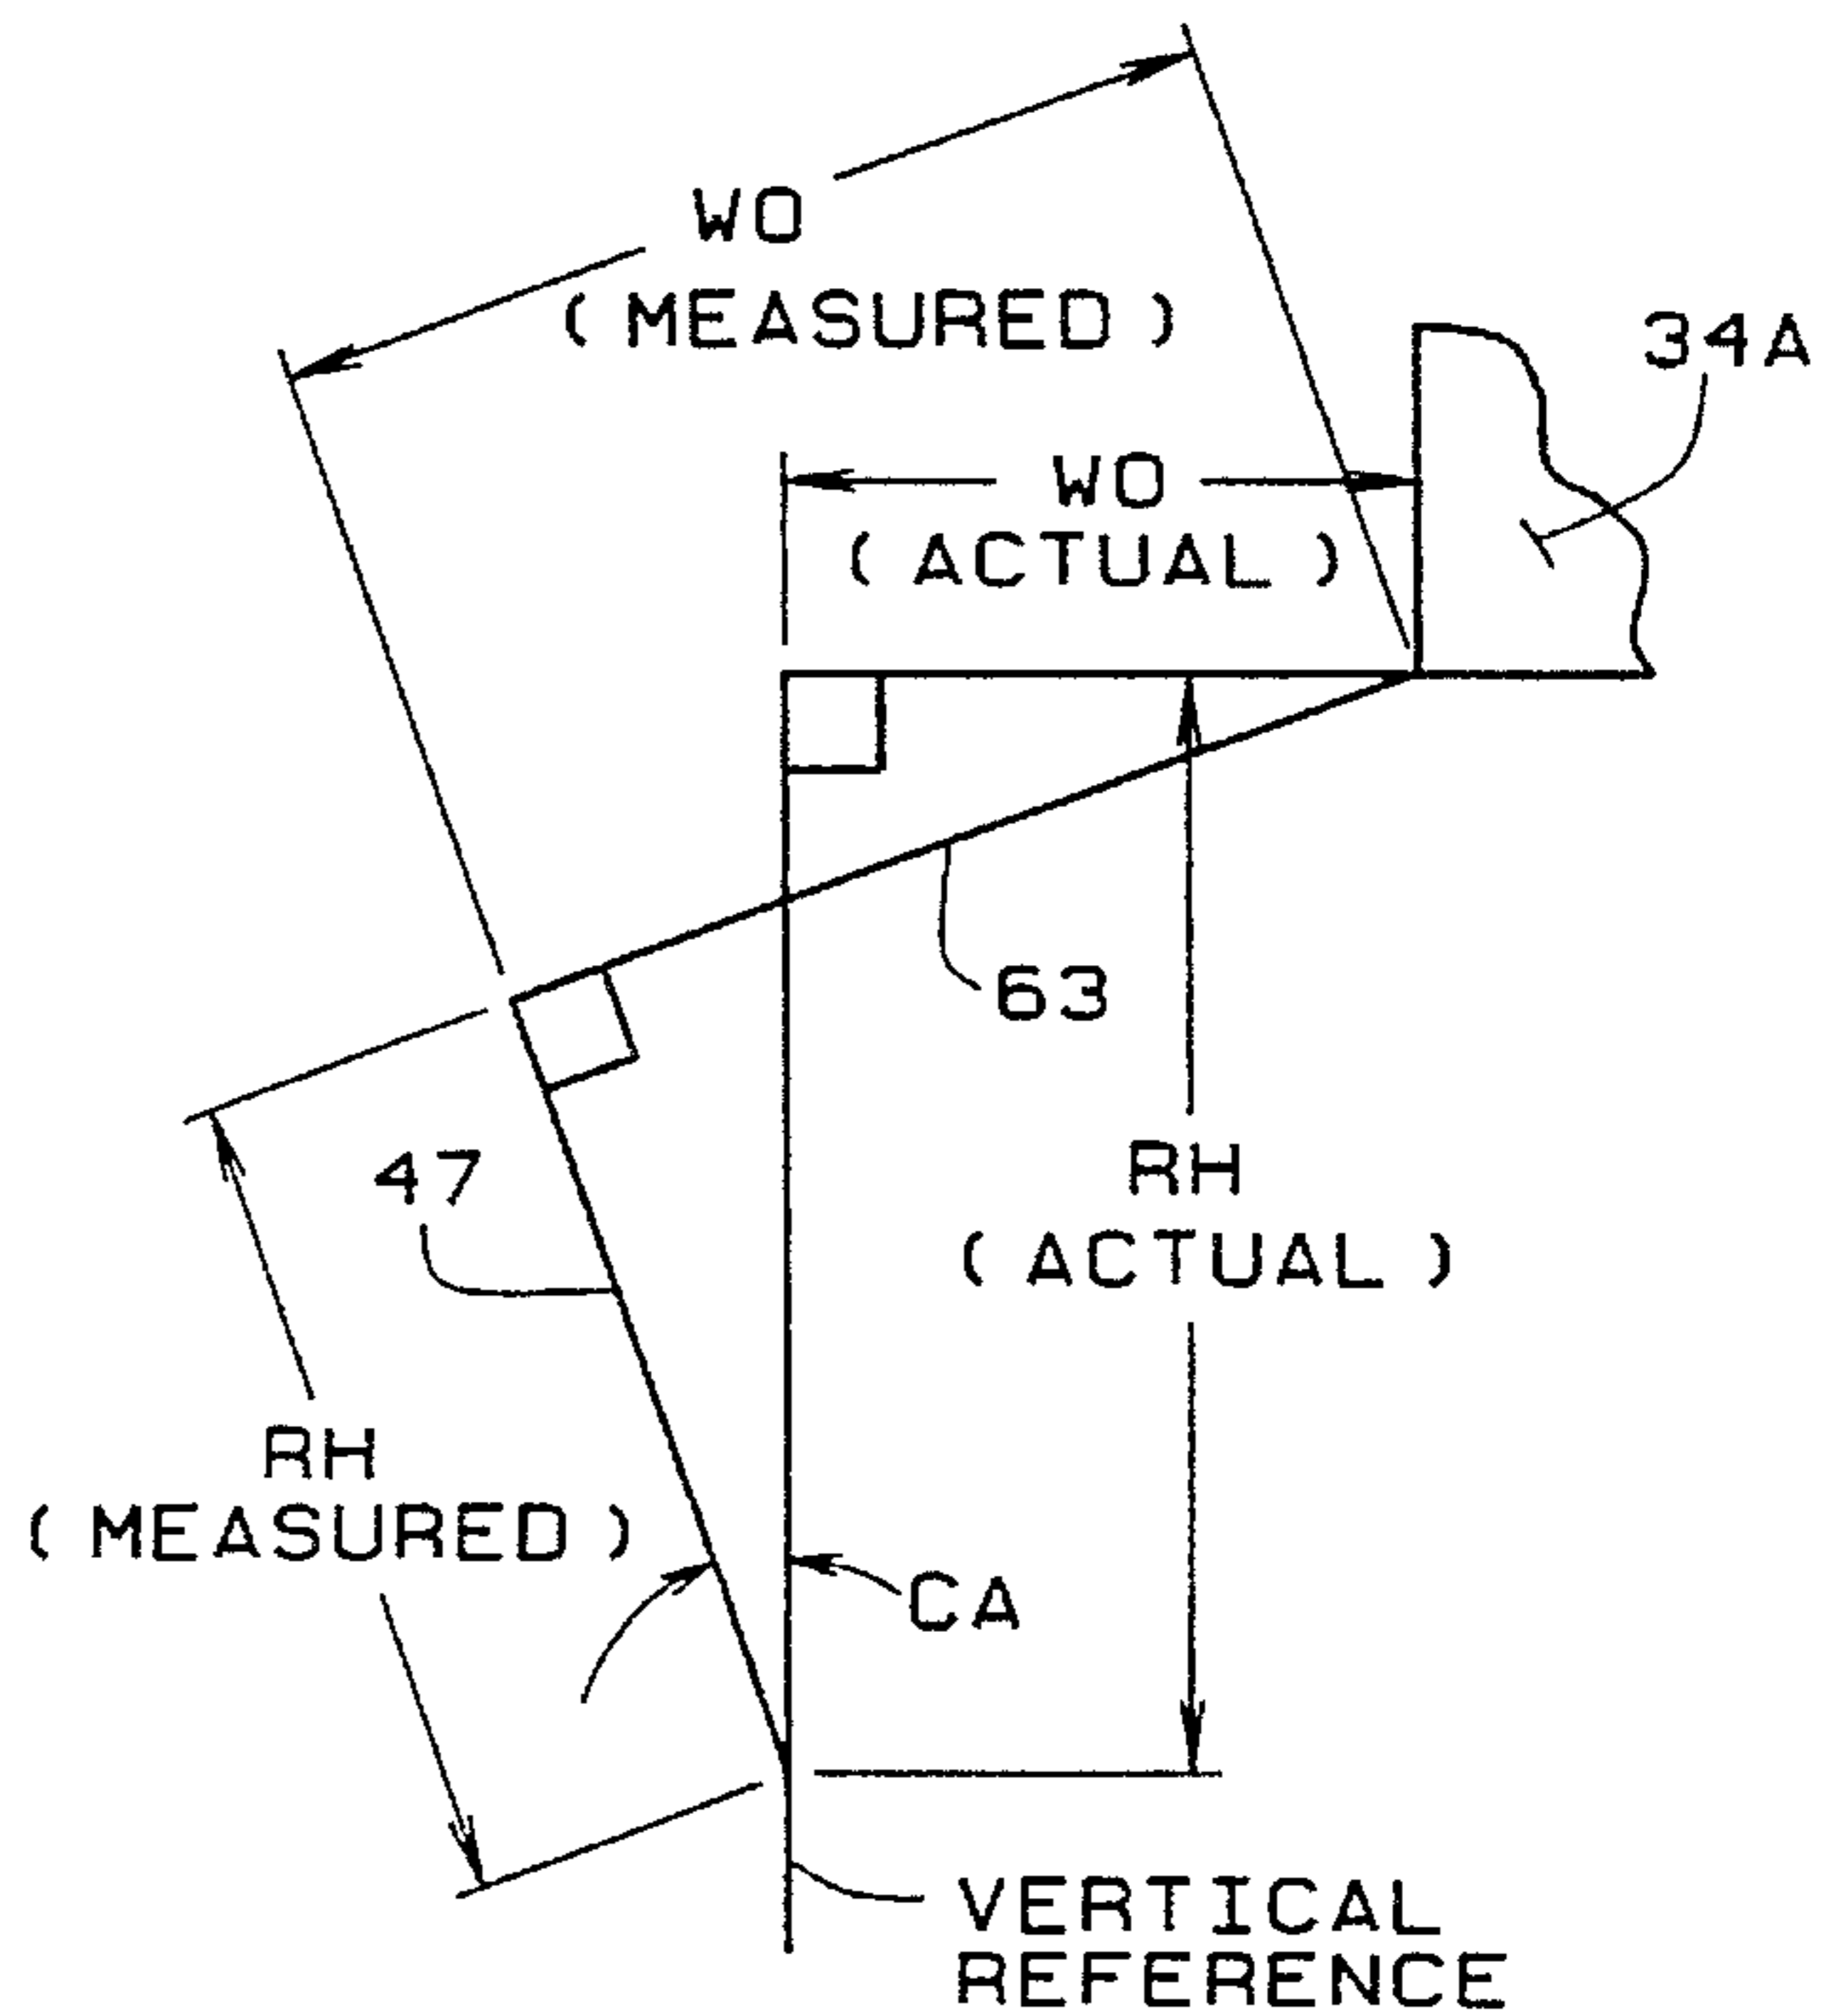 WO
( MEASURED )
34A
WO
( ACTUAL )
63
47
RH
( ACTUAL )
RH
( MEASURED )
CA
VERTICAL
REFERENCE